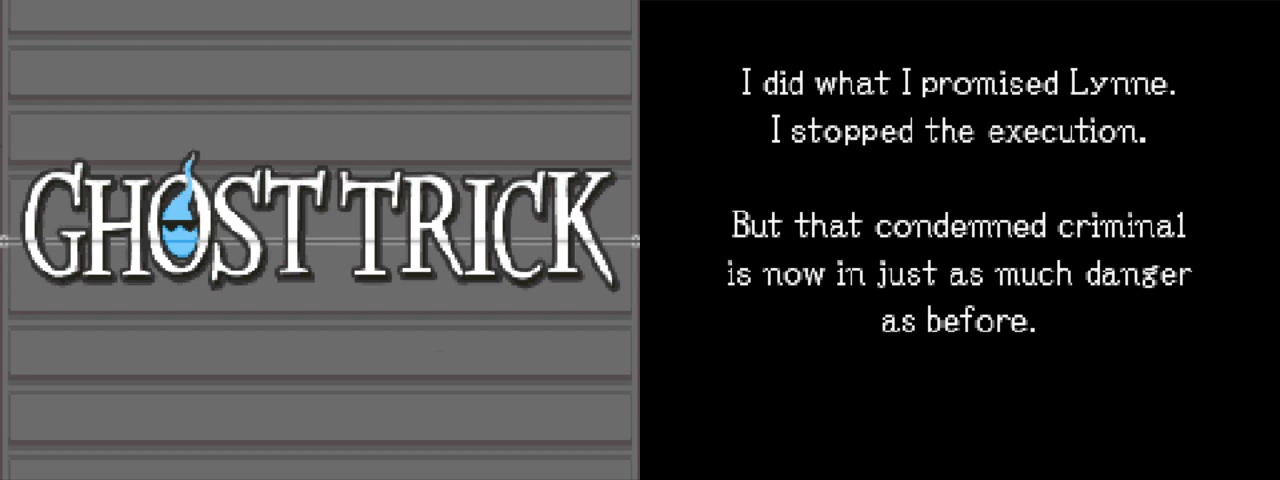 GHOST TRICK
I did what I promised Lynne.
I stopped the execution.
But that condemned criminal
is now in just as much danger
as before.